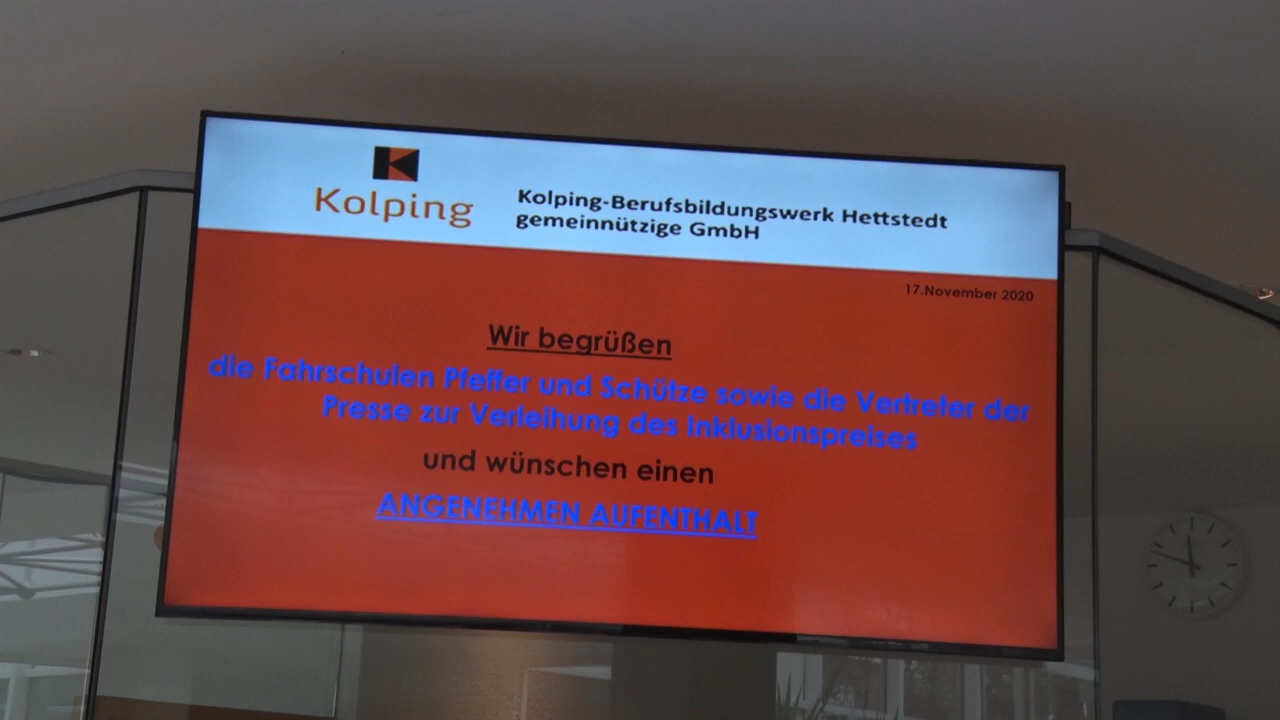 Kolping
Kolping-Berufsbildungswerk Hettstedt
gemeinnützige GmbH
17.November 2020
Wir begrüßen
die Fahrschulen Pfeffer und Schütze sowie die Vertreter der
Presse zur Verleihung des Inklusionspreises
und wünschen einen
ANGENEHMEN AUFENTHALT